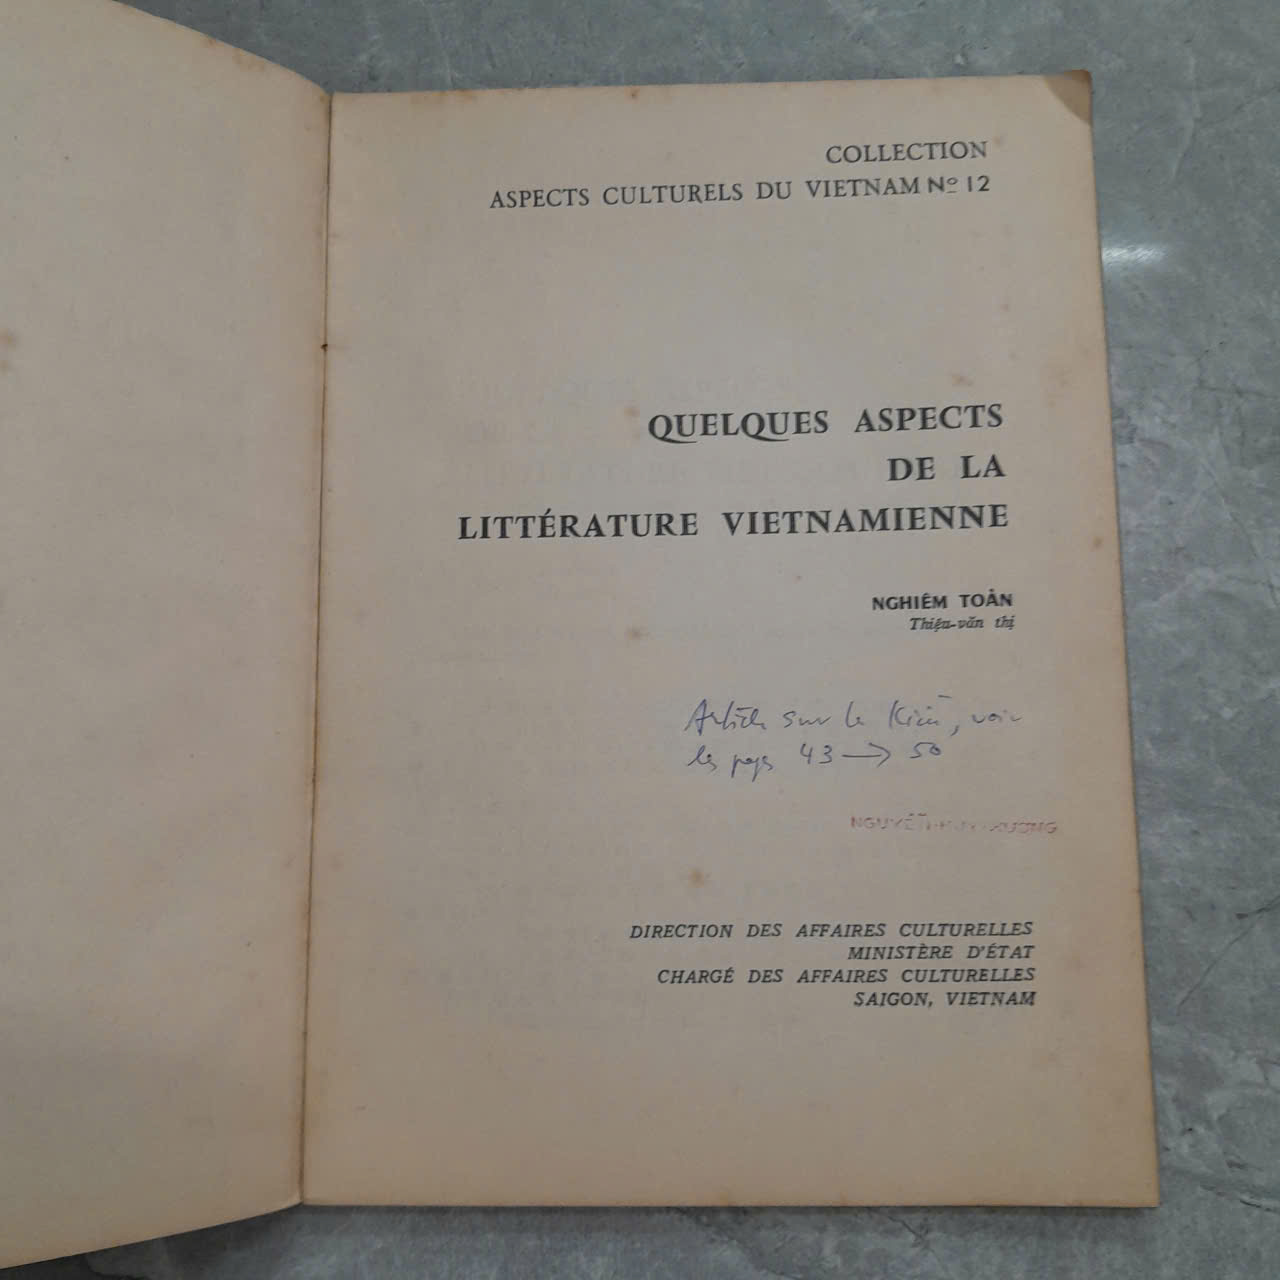 COLLECTION
ASPECTS CULTURELS DU VIETNAM Nº 12
QUELQUES ASPECTS
DE LA
LITTÉRATURE VIETNAMIENNE
NGHIÊM TOẢN
Thiệu-văn thị
Article sur le Kiêu, voir
les pages 43 → 50
NGUYỄN
DIRECTION DES AFFAIRES CULTURELLES
MINISTÈRE D'ÉTAT
CHARGÉ DES AFFAIRES CULTURELLES
SAIGON, VIETNAM